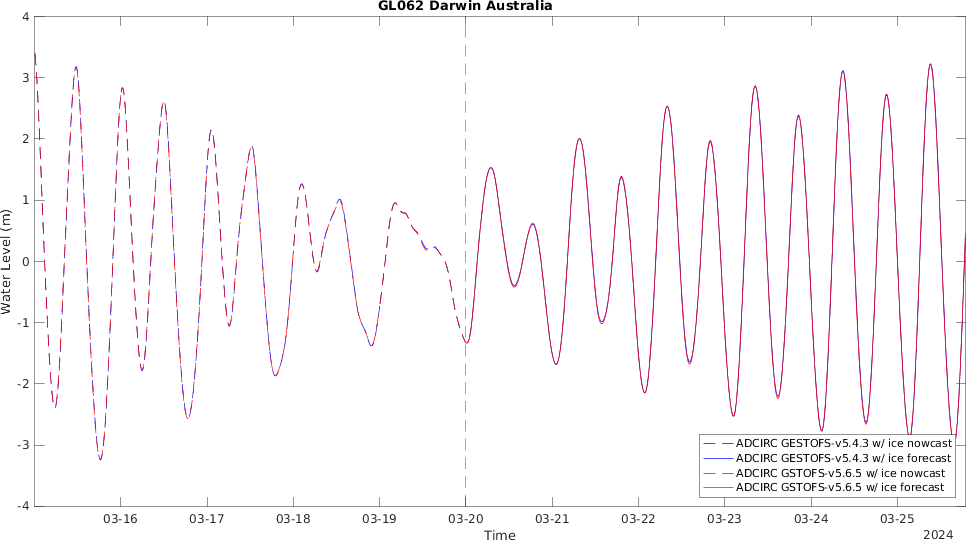 GL062 Darwin Australia
4
3
2
1
0
-1
-2
-3
-4
Water Level (m)
ADCIRC GESTOFS-v5.4.3 w/ ice nowcast
ADCIRC GESTOFS-v5.4.3 w/ ice forecast
ADCIRC GSTOFS-v5.6.5 w/ ice nowcast
ADCIRC GSTOFS-v5.6.5 w/ ice forecast
03-16 03-17 03-18 03-19 03-20 03-21 03-22 03-23 03-24 03-25
Time
2024